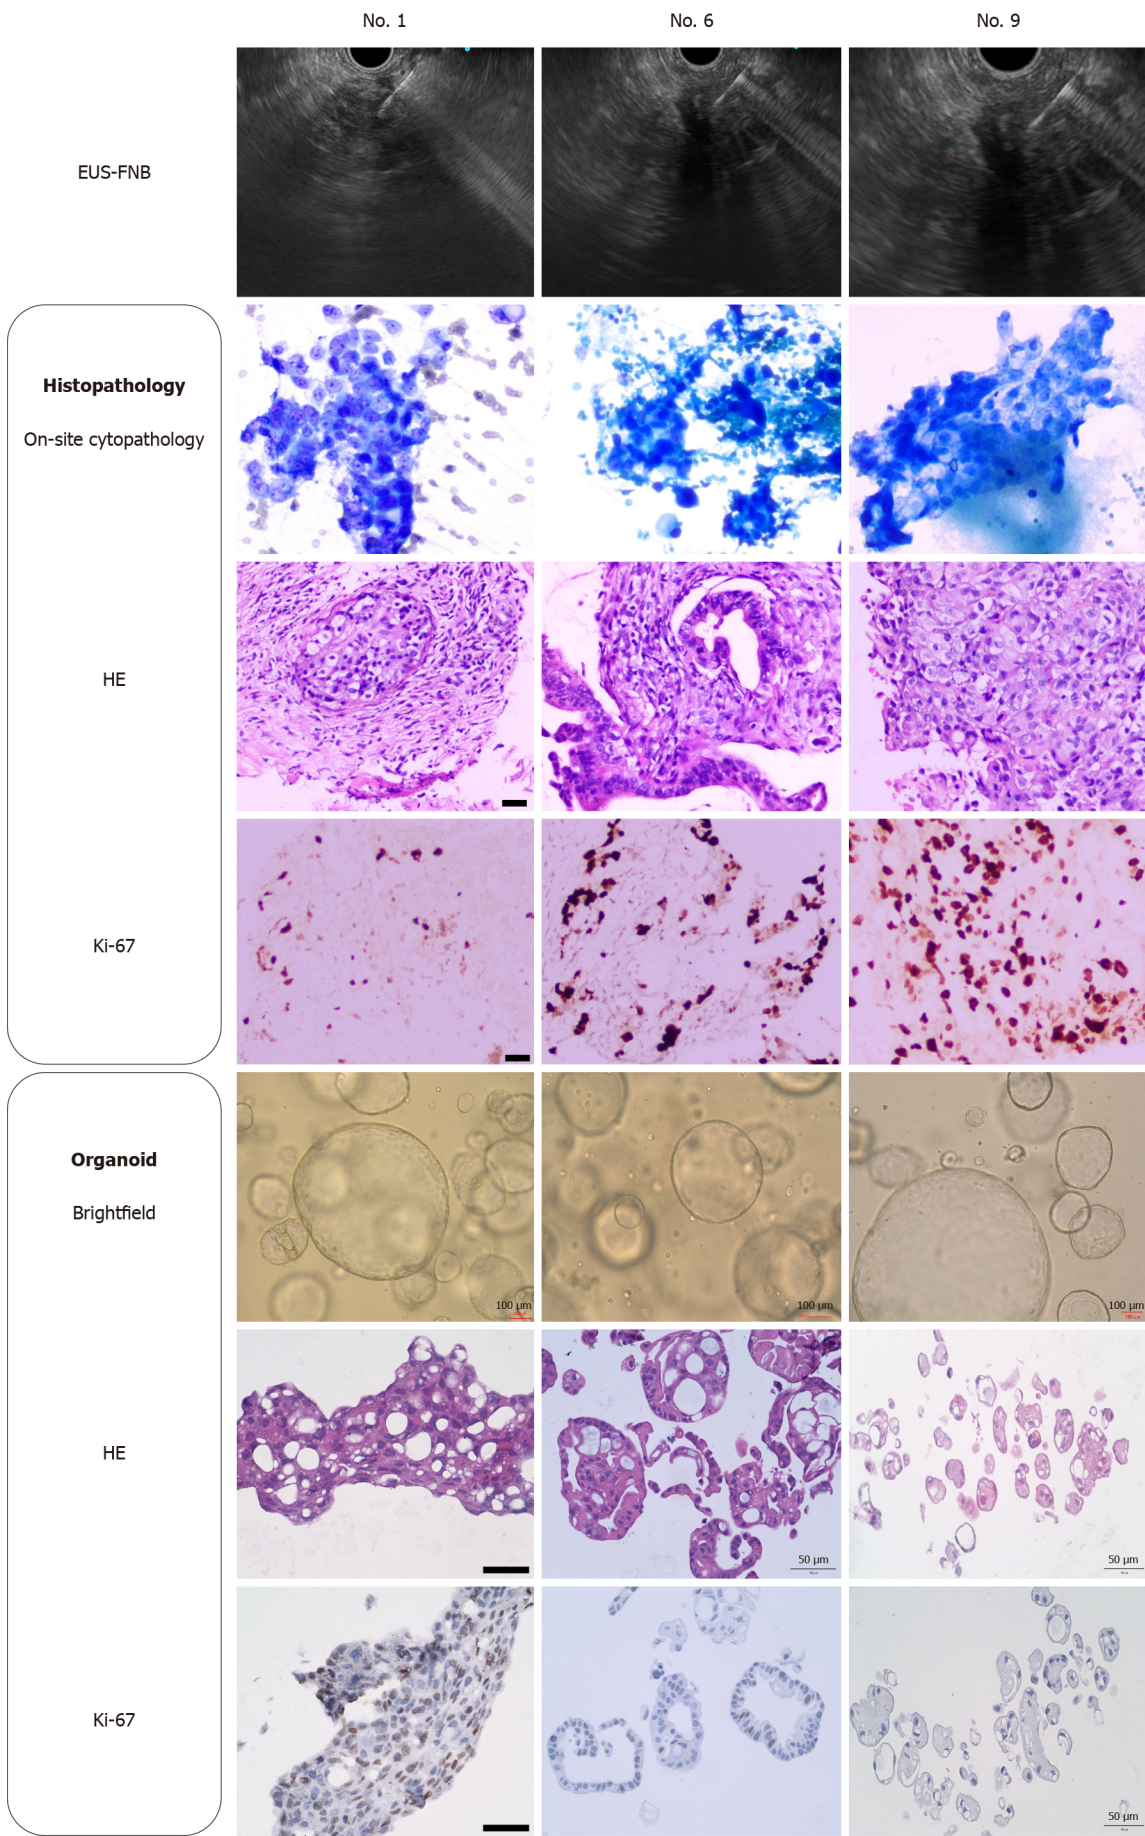 No. 1
No. 6
No. 9
EUS-FNB
Histopathology
On-site cytopathology
HE
Ki-67
Organoid
Brightfield
100 μm
100 μm
100 μm
HE
50 μm
50 μm
Ki-67
50 μm